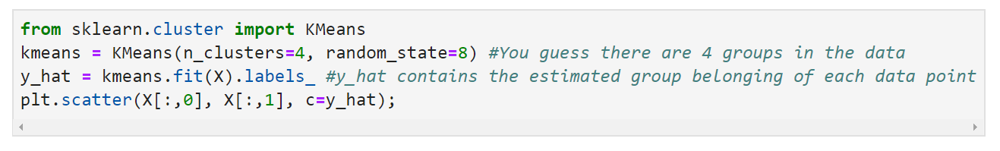 from sklearn.cluster import KMeans
kmeans = KMeans(n_clusters=4, random_state=8) #You guess there are 4 groups in the data
y_hat = kmeans.fit(X).labels_ #y_hat contains the estimated group belonging of each data point
plt.scatter(X[:,0], X[:,1], c=y_hat);